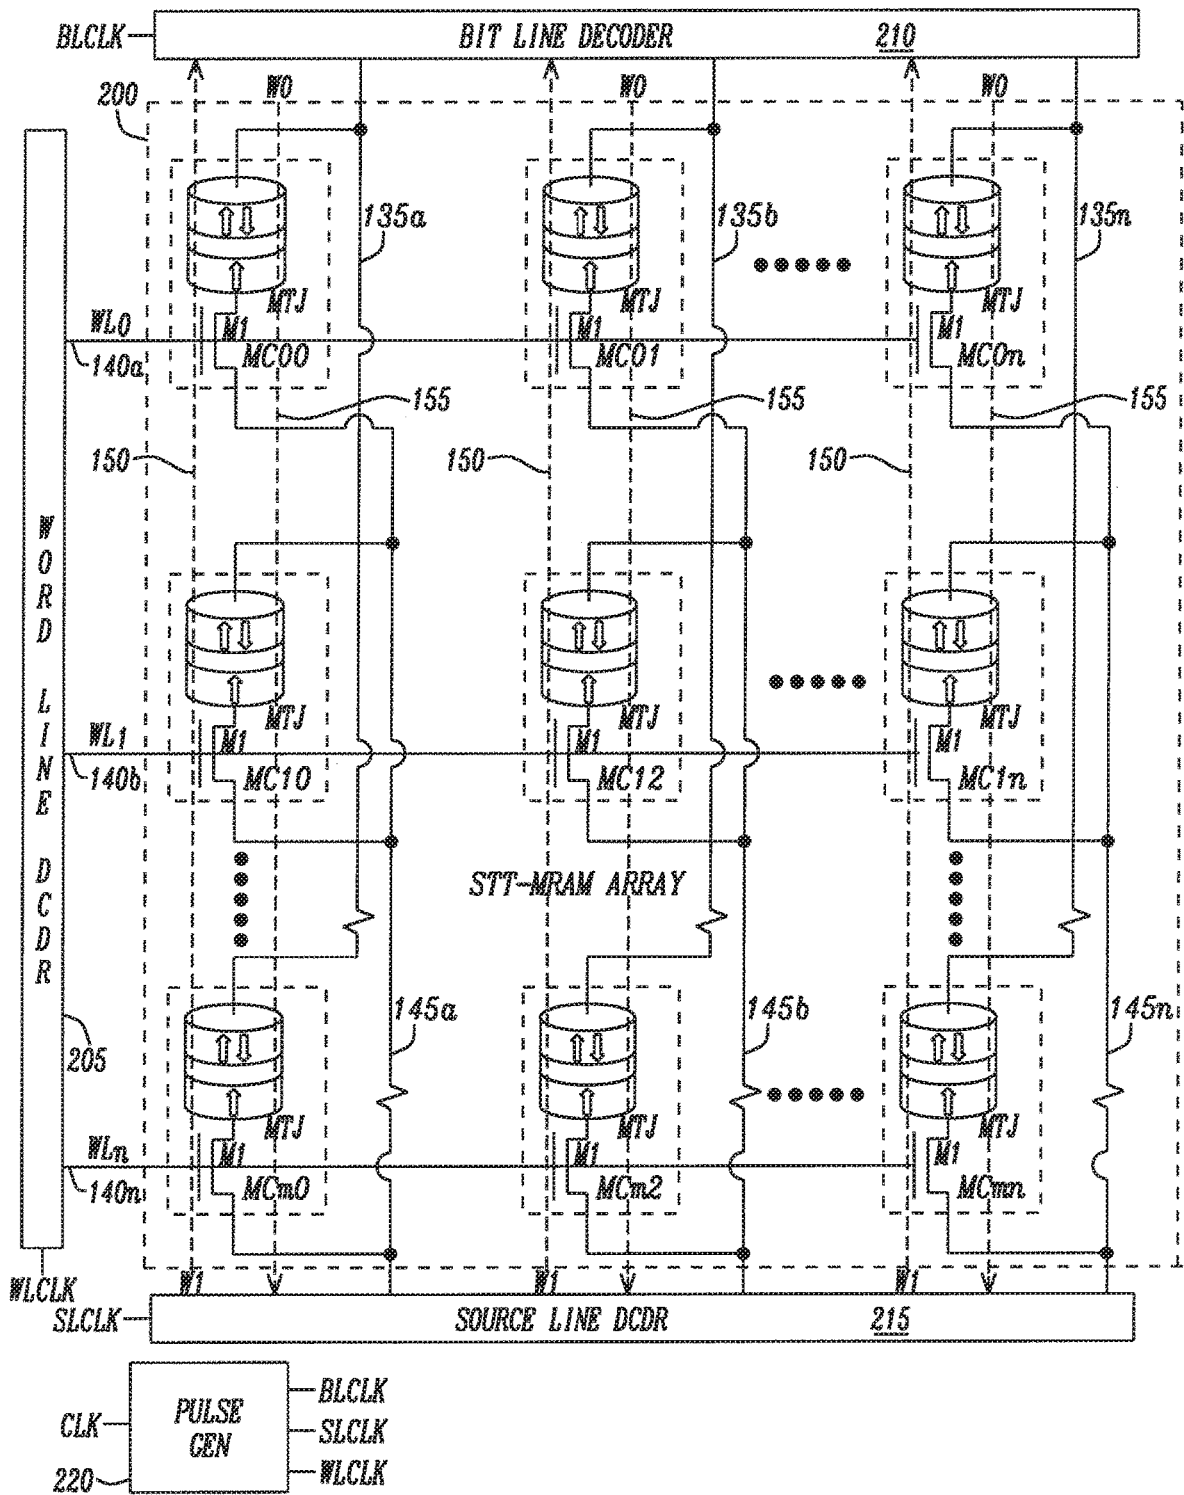 BLCLK BIT LINE DECODER 210
200 W0 W0 W0
135a 135b 135n
MTJ MTJ MTJ
WL0 M1 M1 M1
140a MC00 MC01 MC0n
155 155 155
150 150 150
WORD LINE DCDR
MTJ MTJ MTJ
WL1 M1 M1 M1
140b MC10 MC12 MC1n
STT-MRAM ARRAY
145a 145b 145n
205
MTJ MTJ MTJ
WLn M1 M1 M1
140n MCm0 MCm2 MCmn
WLCLK W1 W1 W1
SLCLK SOURCE LINE DCDR 215
CLK PULSE GEN BLCLK
SLCLK
220 WLCLK